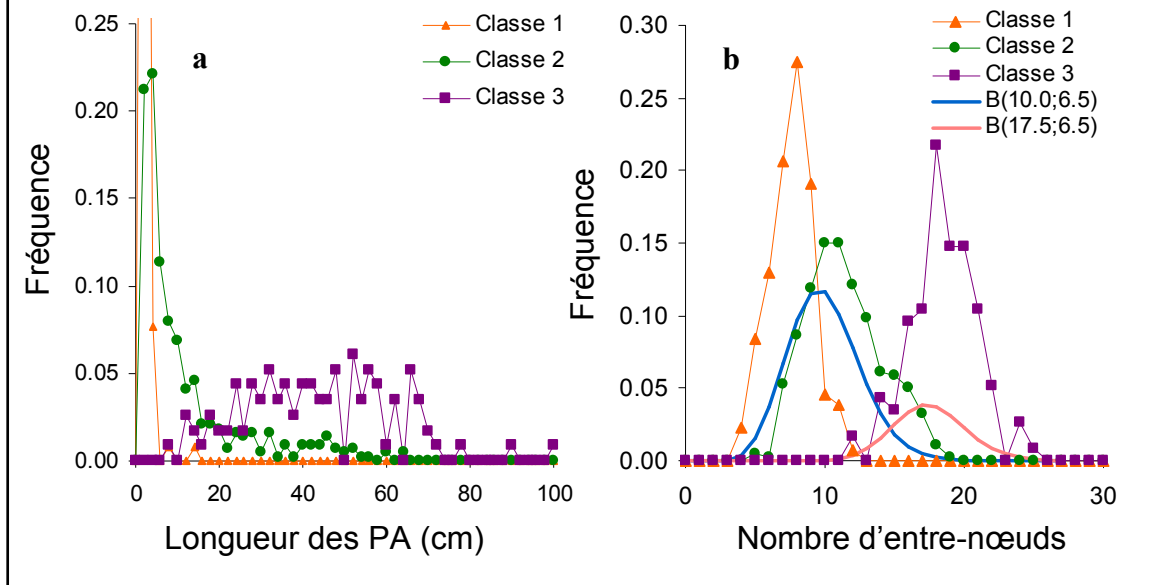 a
Classe 1
Classe 2
Classe 3
Fréquence
0.25
0.20
0.15
0.10
0.05
0.00
0 20 40 60 80 100
Longueur des PA (cm)
b
Classe 1
Classe 2
Classe 3
B(10.0;6.5)
B(17.5;6.5)
Fréquence
0.30
0.25
0.20
0.15
0.10
0.05
0.00
0 10 20 30
Nombre d’entre-nœuds